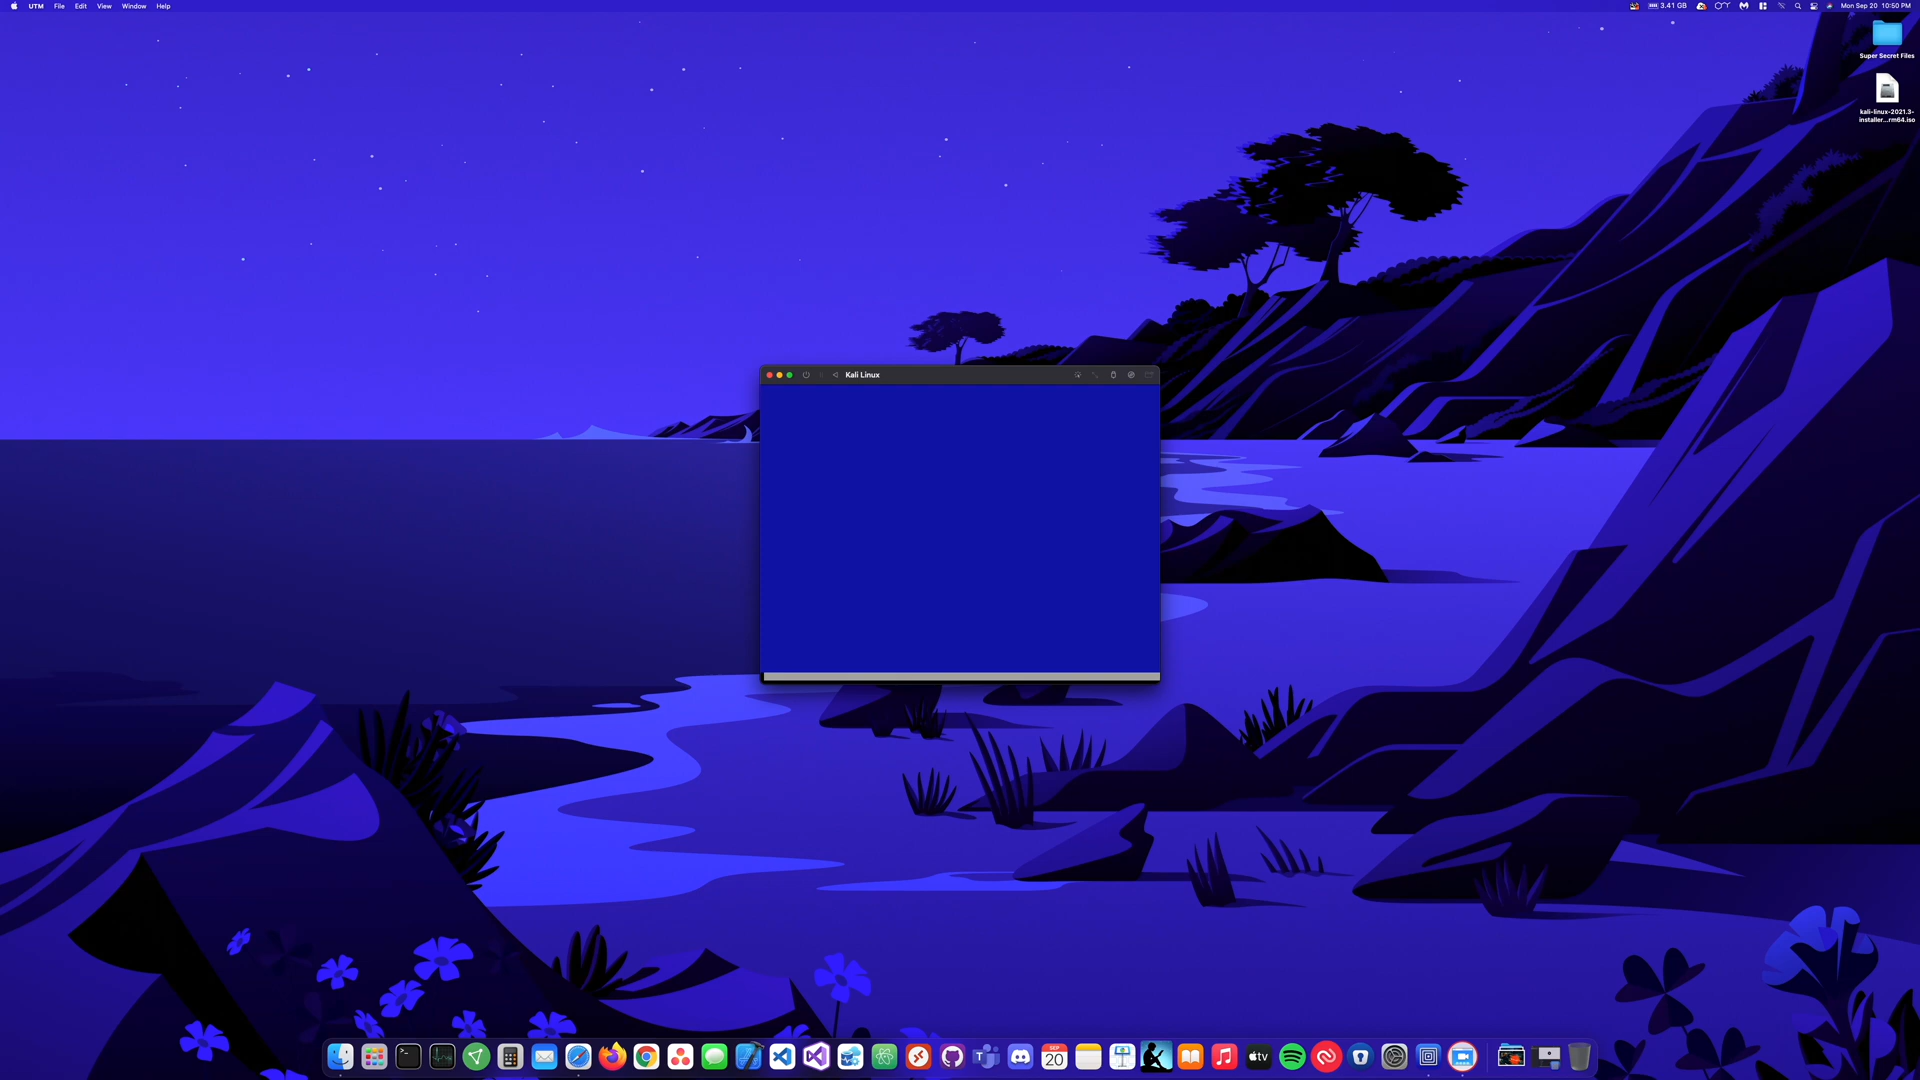 UTM File Edit View Window Help
3.41 GB
Mon Sep 20 10:50 PM
Super Secret Files
kali-linux-2021.3-
installer...rm64.iso
Kali Linux
SEP
20
tv